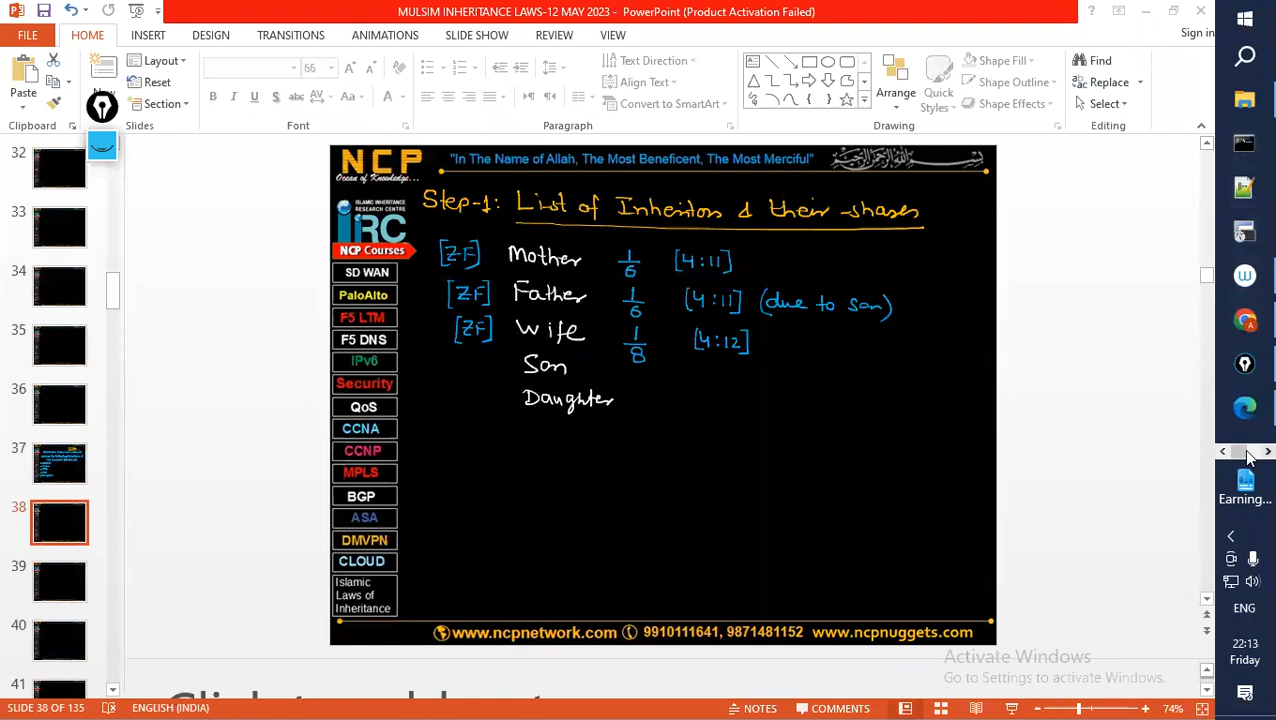 MULSIM INHERITANCE LAWS-12 MAY 2023 - PowerPoint (Product Activation Failed)
FILE HOME INSERT DESIGN TRANSITIONS ANIMATIONS SLIDE SHOW REVIEW VIEW Sign in
Paste
New
Layout
Reset
Section
66
B I U S abc AV Aa A
Text Direction
Align Text
Convert to SmartArt
Arrange
Quick Styles
Shape Fill
Shape Outline
Shape Effects
Find
Replace
Select
Clipboard Slides Font Paragraph Drawing Editing
32
33
34
35
36
37
38
39
40
41
NCP
Ocean of Knowledge...
"In The Name of Allah, The Most Beneficent, The Most Merciful"
ISLAMIC INHERITANCE
RESEARCH CENTRE
IIRC
NCP Courses
SD WAN
PaloAlto
F5 LTM
F5 DNS
IPv6
Security
QoS
CCNA
CCNP
MPLS
BGP
ASA
DMVPN
CLOUD
Islamic
Laws of
Inheritance
Step-1: List of Inheritors & their shares
[ZF] Mother 1/6 [4:11]
[ZF] Father 1/6 [4:11] (due to son)
[ZF] Wife 1/8 [4:12]
Son
Daughter
www.ncpnetwork.com 9910111641, 9871481152 www.ncpnuggets.com
Activate Windows
Go to Settings to activate Windows.
Earning...
ENG
22:13
Friday
SLIDE 38 OF 135 ENGLISH (INDIA) NOTES COMMENTS 74%